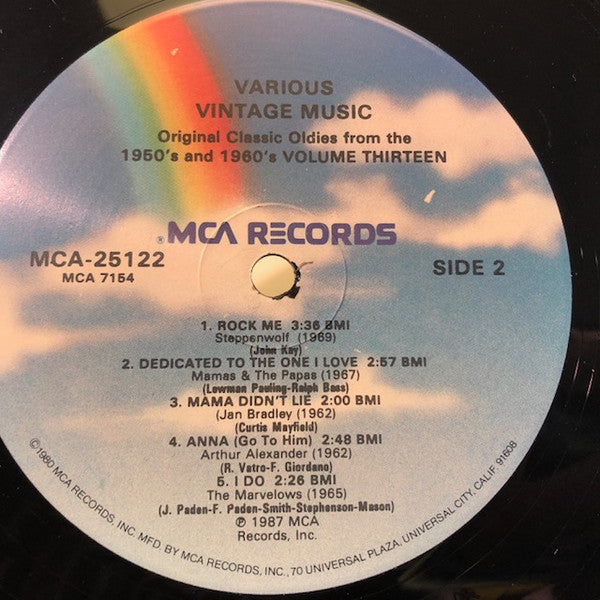 VARIOUS
VINTAGE MUSIC
Original Classic Oldies from the
1950's and 1960's VOLUME THIRTEEN
® MCA RECORDS
MCA-25122
MCA 7154
SIDE 2
1. ROCK ME 3:36 BMI
Steppenwolf (1969)
(John Kay)
2. DEDICATED TO THE ONE I LOVE 2:57 BMI
Mamas & The Papas (1967)
(Lowman Pauling-Ralph Bass)
3. MAMA DIDN'T LIE 2:00 BMI
(Jan Bradley (1962)
(Curtis Mayfield)
4. ANNA (Go To Him) 2:48 BMI
Arthur Alexander (1962)
(R. Vatro-F. Giordano)
5. I DO 2:26 BMI
The Marvelows (1965)
(J. Paden-F. Paden-Smith-Stephenson-Mason)
℗ 1987 MCA
Records, Inc.
©1980 MCA RECORDS, INC. MFD. BY MCA RECORDS, INC., 70 UNIVERSAL PLAZA, UNIVERSAL CITY, CALIF. 91608